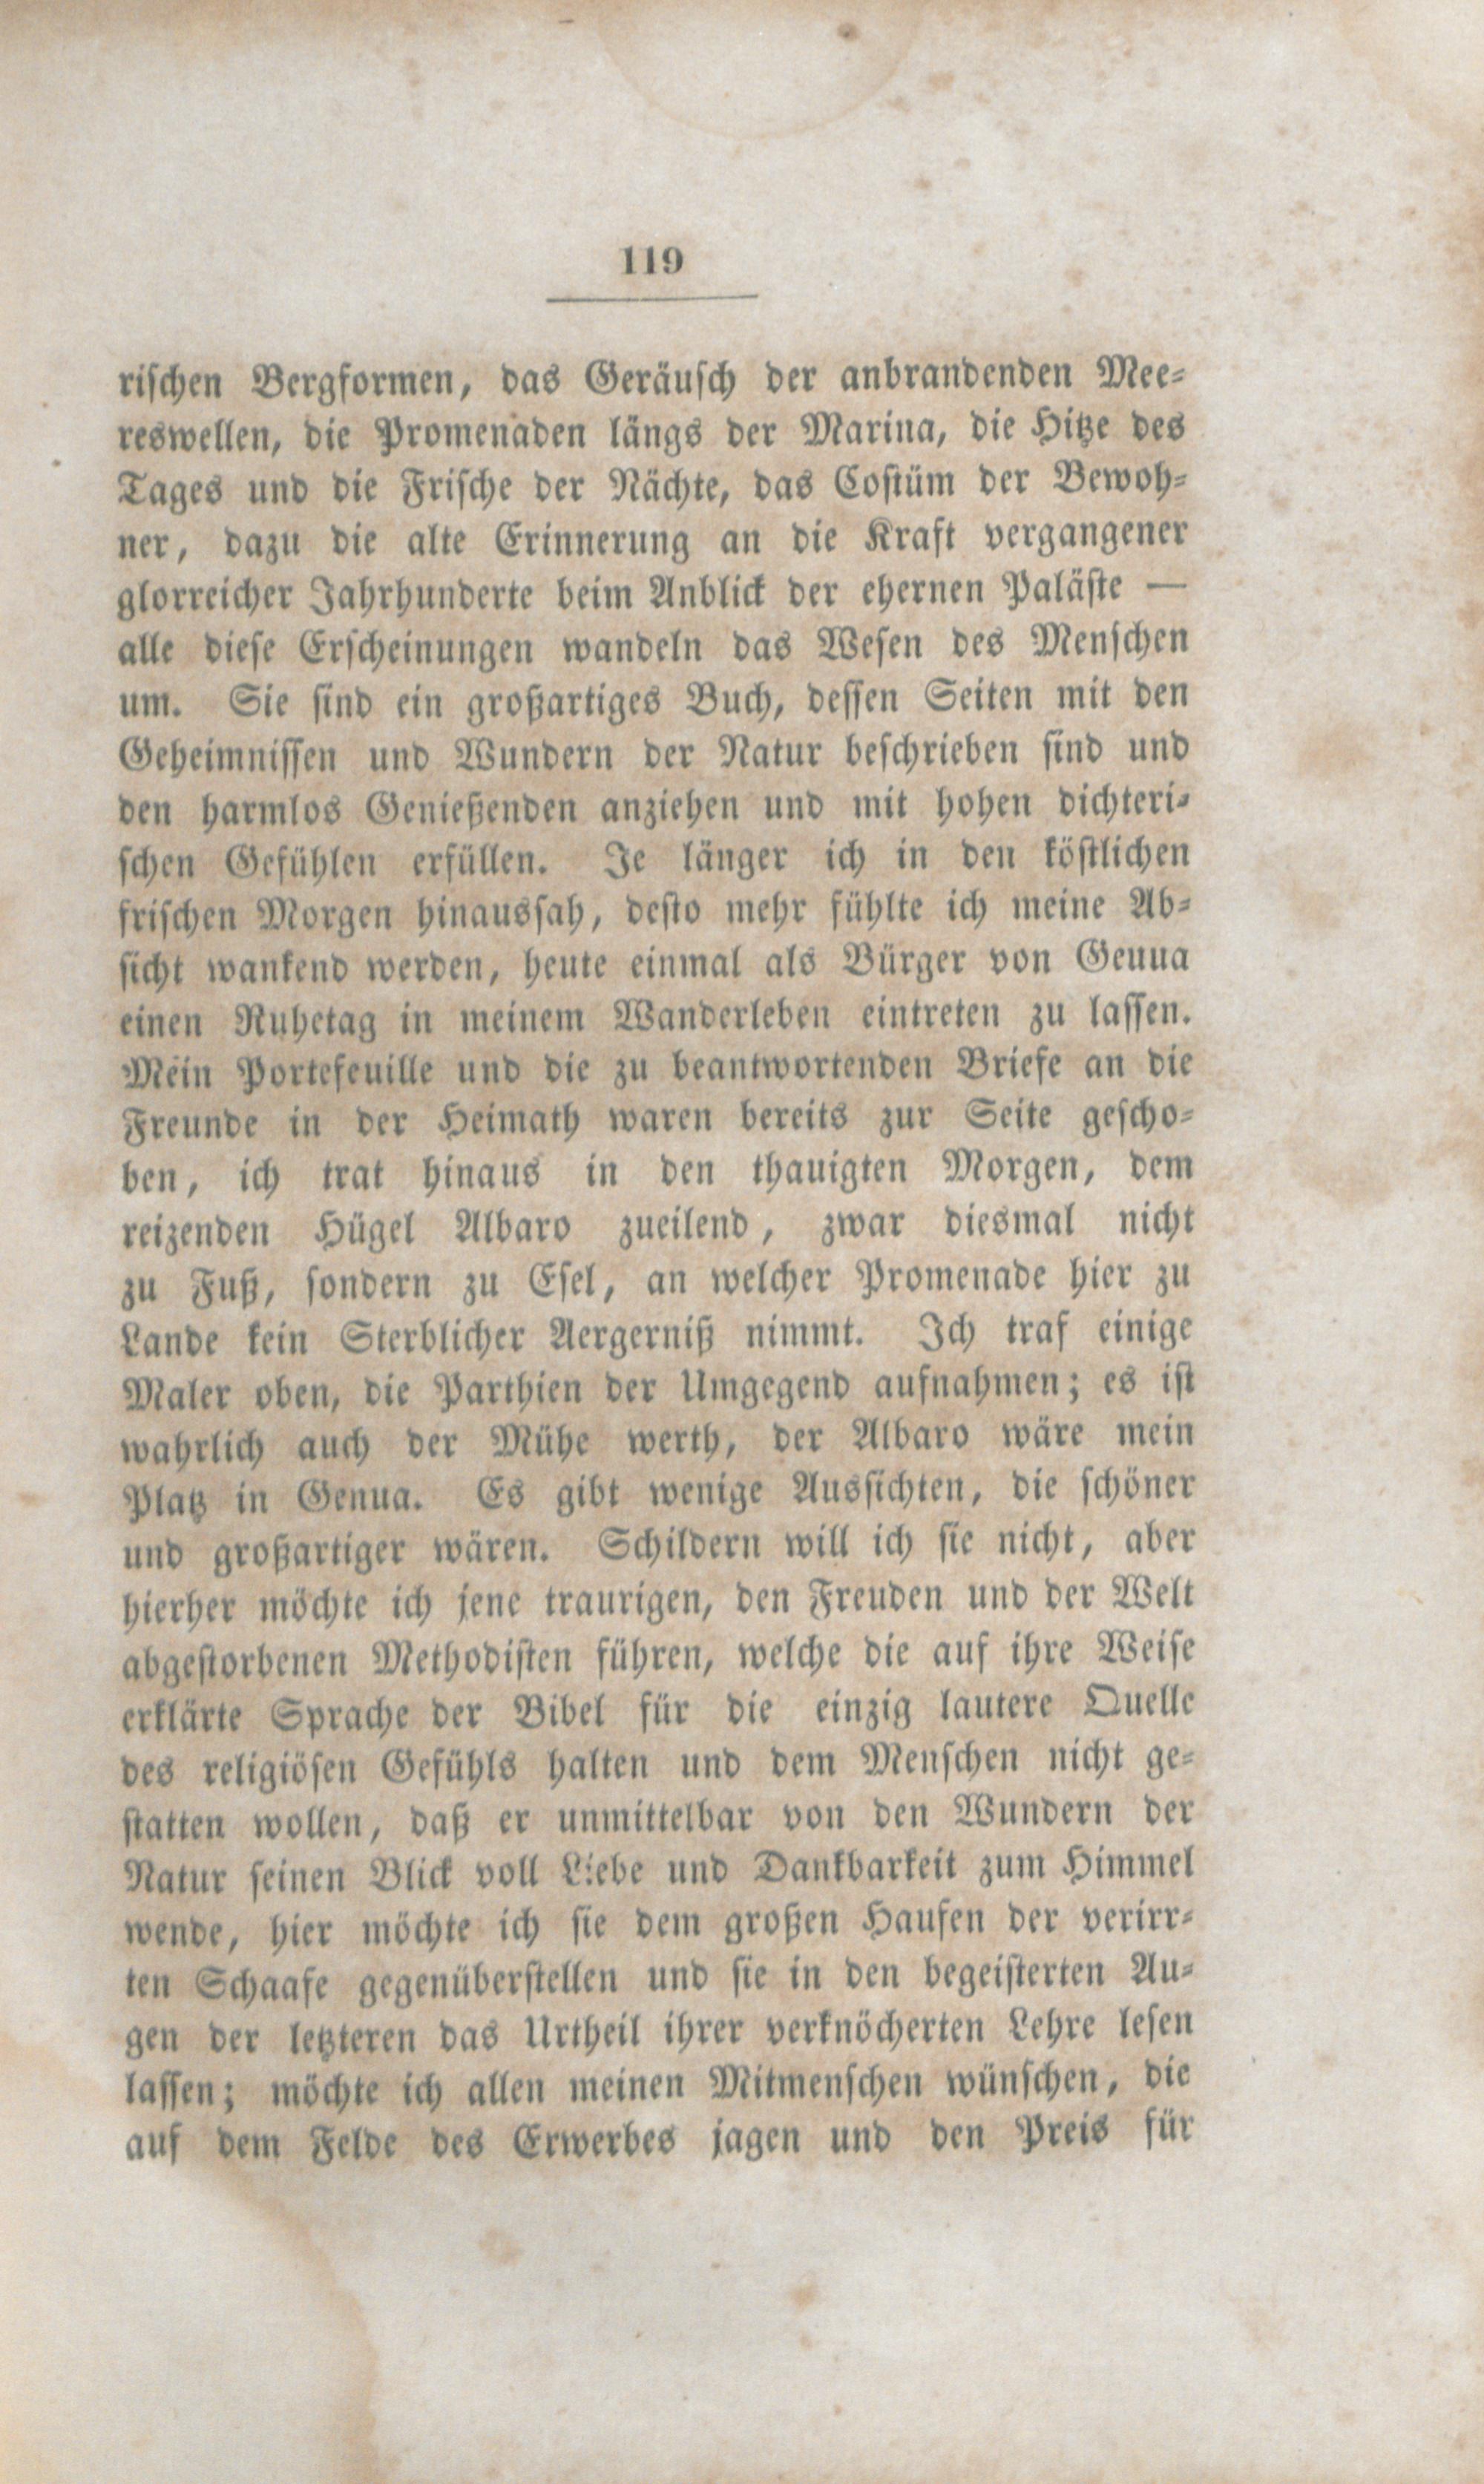 119
rischen Bergformen, das Geräusch der anbrandenden Mee-
reswellen, die Promenaden längs der Marina, die Hitze des
Tages und die Frische der Nächte, das Costüm der Bewoh-
ner, dazu die alte Erinnerung an die Kraft vergangener
glorreicher Jahrhunderte beim Anblick der ehernen Paläste —
alle diese Erscheinungen wandeln das Wesen des Menschen
um. Sie sind ein großartiges Buch, dessen Seiten mit den
Geheimnissen und Wundern der Natur beschrieben sind und
den harmlos Genießenden anziehen und mit hohen dichteri-
schen Gefühlen erfüllen. Je länger ich in den köstlichen
frischen Morgen hinaussah, desto mehr fühlte ich meine Ab-
sicht wankend werden, heute einmal als Bürger von Genua
einen Ruhetag in meinem Wanderleben eintreten zu lassen.
Mein Portefeuille und die zu beantwortenden Briefe an die
Freunde in der Heimath waren bereits zur Seite gescho-
ben, ich trat hinaus in den thauigten Morgen, dem
reizenden Hügel Albaro zueilend, zwar diesmal nicht
zu Fuß, sondern zu Esel, an welcher Promenade hier zu
Lande kein Sterblicher Aergerniß nimmt. Ich traf einige
Maler oben, die Parthien der Umgegend aufnahmen; es ist
wahrlich auch der Mühe werth, der Albaro wäre mein
Platz in Genua. Es gibt wenige Aussichten, die schöner
und großartiger wären. Schildern will ich sie nicht, aber
hierher möchte ich jene traurigen, den Freuden und der Welt
abgestorbenen Methodisten führen, welche die auf ihre Weise
erklärte Sprache der Bibel für die einzig lautere Quelle
des religiösen Gefühls halten und dem Menschen nicht ge-
statten wollen, daß er unmittelbar von den Wundern der
Natur seinen Blick voll Liebe und Dankbarkeit zum Himmel
wende, hier möchte ich sie dem großen Haufen der verirr-
ten Schaafe gegenüberstellen und sie in den begeisterten Au-
gen der letzteren das Urtheil ihrer verknöcherten Lehre lesen
lassen; möchte ich allen meinen Mitmenschen wünschen, die
auf dem Felde des Erwerbes jagen und den Preis für